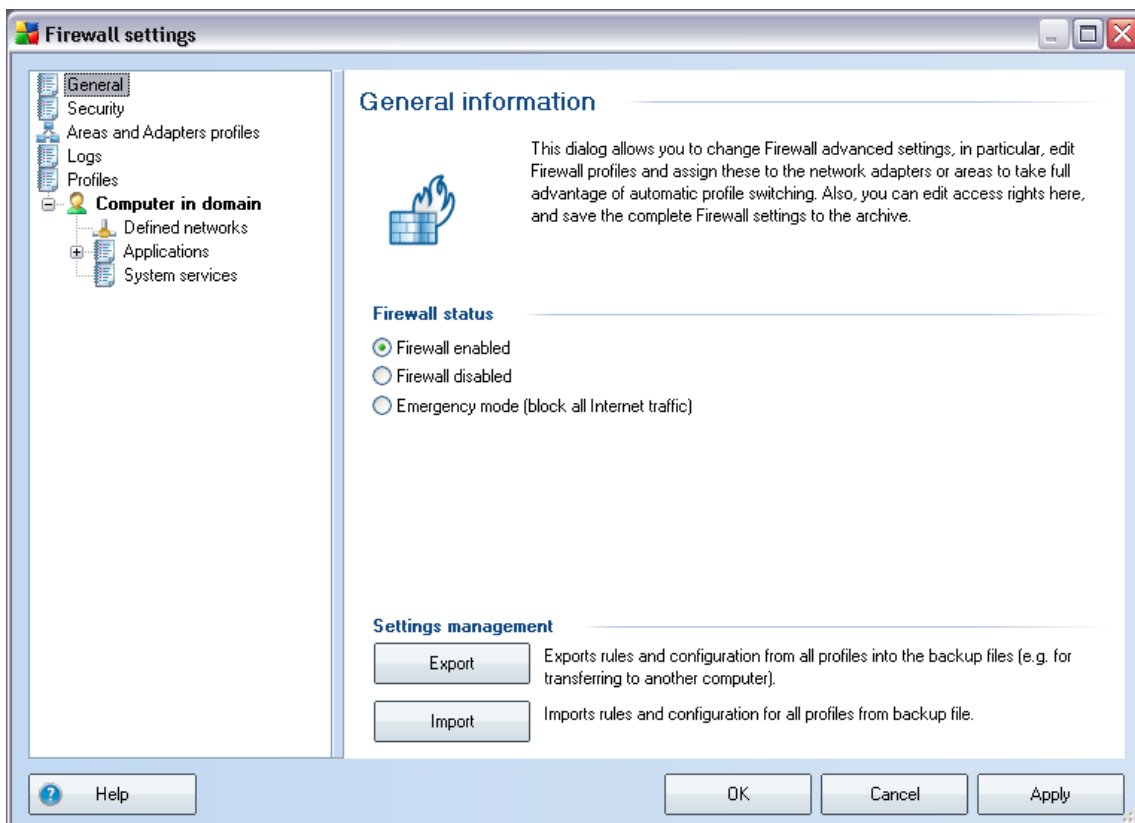 Firewall settings
General
Security
Areas and Adapters profiles
Logs
Profiles
Computer in domain
Defined networks
Applications
System services
General information
This dialog allows you to change Firewall advanced settings, in particular, edit
Firewall profiles and assign these to the network adapters or areas to take full
advantage of automatic profile switching. Also, you can edit access rights here,
and save the complete Firewall settings to the archive.
Firewall status
Firewall enabled
Firewall disabled
Emergency mode (block all Internet traffic)
Settings management
Export
Exports rules and configuration from all profiles into the backup files (e.g. for
transferring to another computer).
Import
Imports rules and configuration for all profiles from backup file.
Help
OK
Cancel
Apply